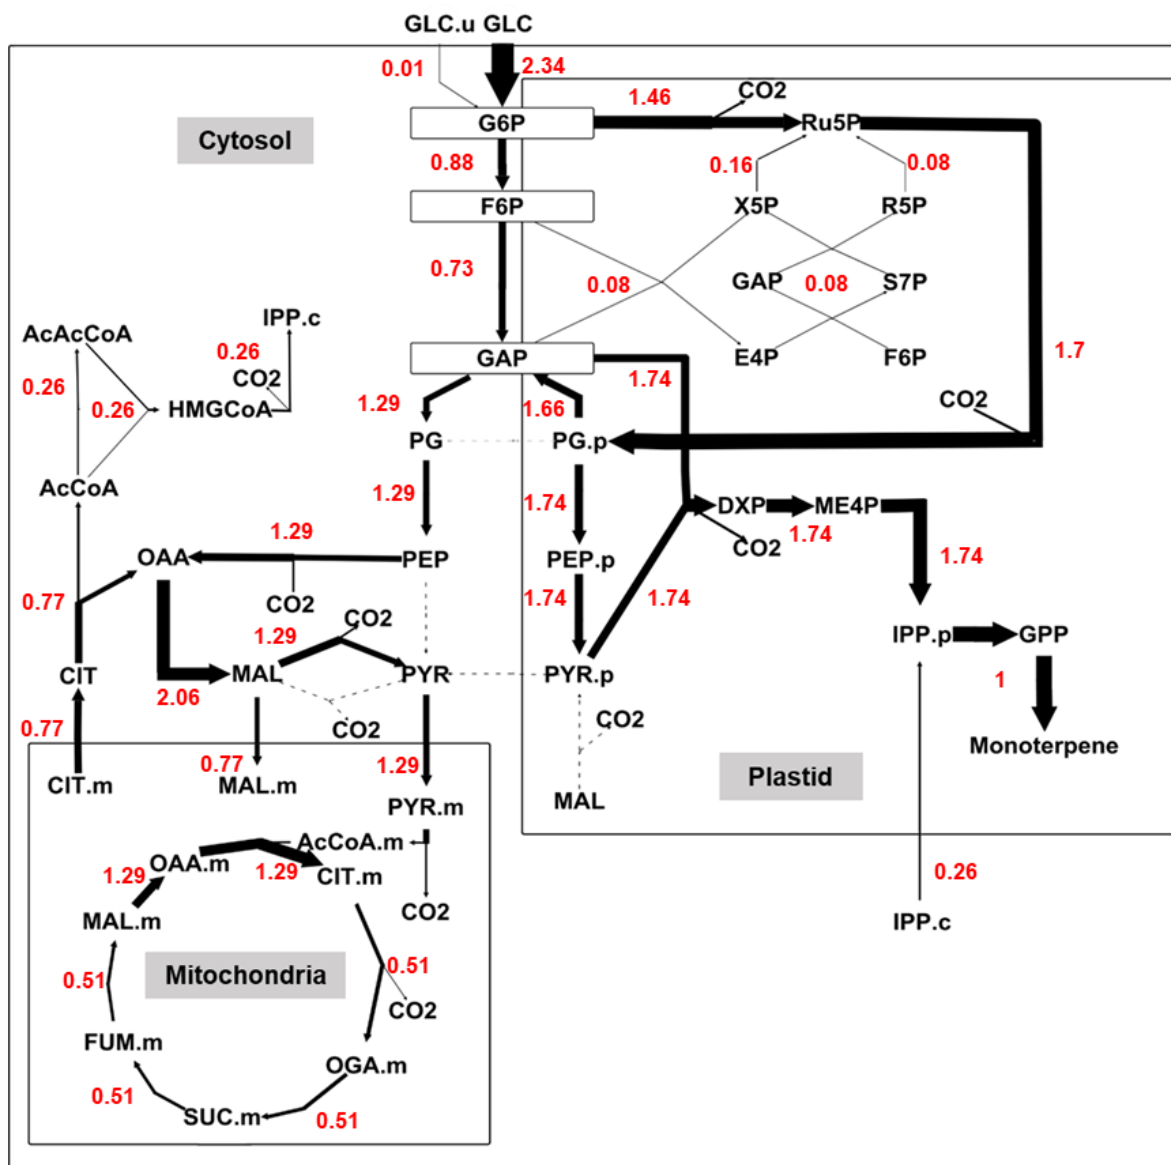 GLC.u GLC
0.01 2.34
1.46 CO2
G6P Ru5P
Cytosol
0.88 0.16 0.08
F6P X5P R5P
0.73 0.08 GAP 0.08 S7P
IPP.c
AcAcCoA
GAP E4P F6P
0.26 CO2 1.74 1.7
0.26 0.26 HMGCoA 1.29 1.66 CO2
PG PG.p
AcCoA 1.29 1.74 DXP ME4P
1.29 1.74
OAA PEP PEP.p CO2 1.74
0.77 CO2 1.74 1.74
CO2
1.29 IPP.p GPP
CIT MAL PYR PYR.p 1
2.06
0.77 CO2 CO2
Monoterpene
0.77 1.29
CIT.m MAL.m Plastid
PYR.m MAL
AcCoA.m
OAA.m
1.29 1.29 CIT.m 0.26
MAL.m CO2 IPP.c
0.51 Mitochondria 0.51
CO2
FUM.m
OGA.m
0.51 SUC.m 0.51